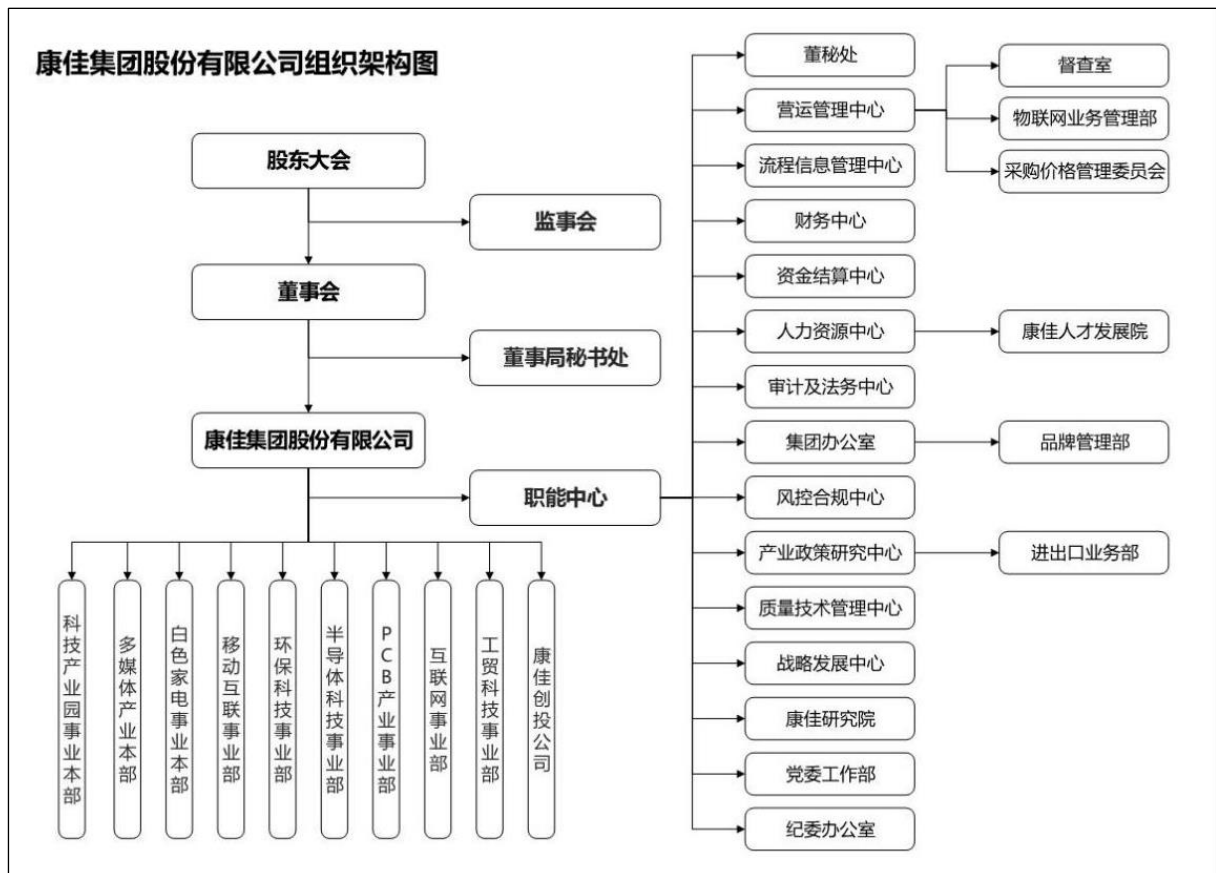 康佳集团股份有限公司组织架构图
股东大会
监事会
董事会
董事局秘书处
康佳集团股份有限公司
职能中心
科技产业园事业本部
多媒体产业本部
白色家电事业本部
移动互联事业部
环保科技事业部
半导体科技事业部
PCB产业事业部
互联网事业部
工贸科技事业部
康佳创投公司
董秘处
营运管理中心
督查室
物联网业务管理部
采购价格管理委员会
流程信息管理中心
财务中心
资金结算中心
人力资源中心
康佳人才发展院
审计及法务中心
集团办公室
品牌管理部
风控合规中心
产业政策研究中心
进出口业务部
质量技术管理中心
战略发展中心
康佳研究院
党委工作部
纪委办公室